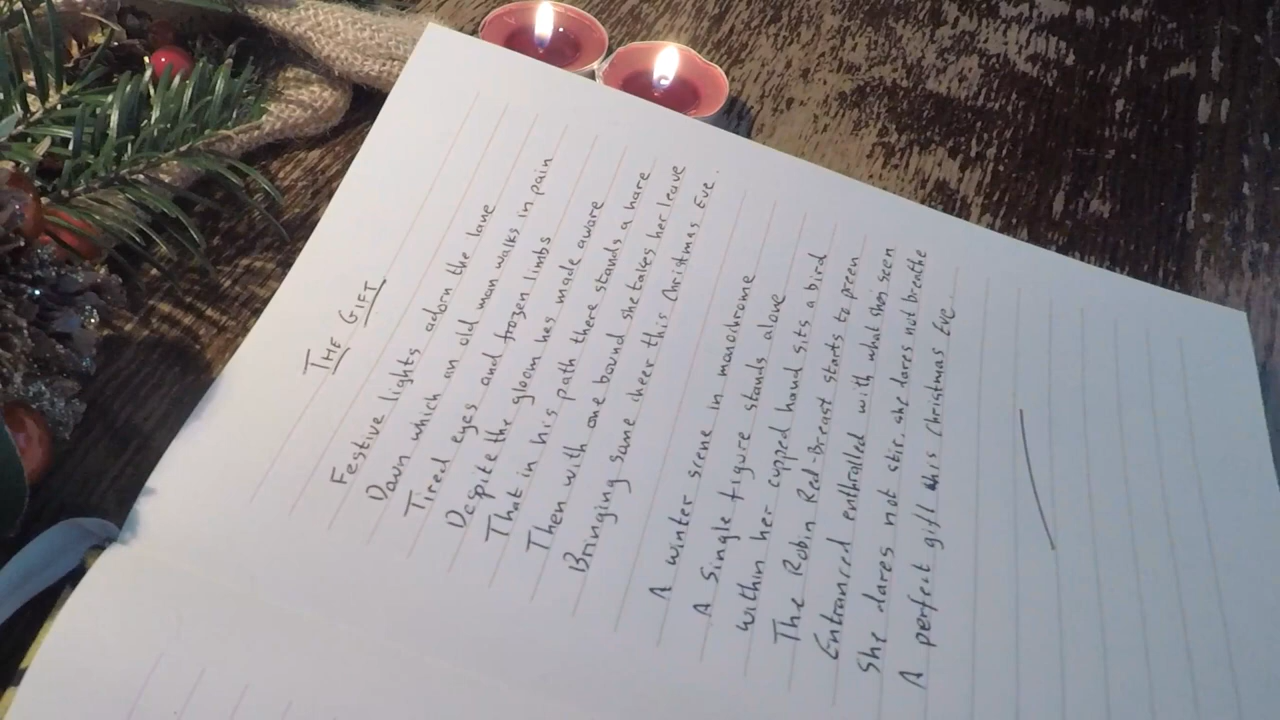 THE GIFT
Festive lights adorn the lane
Down which an old man walks in pain
Tired eyes and frozen limbs
Despite the gloom he's made aware
That in his path there stands a hare
Then with one bound she takes her leave
Bringing some cheer this Christmas Eve.
A winter scene in monochrome
A single figure stands alone
within her cupped hand sits a bird
The Robin Red-Breast starts to preen
Entranced enthralled with what she's seen
She dares not stir, she dares not breathe
A perfect gift this Christmas Eve.